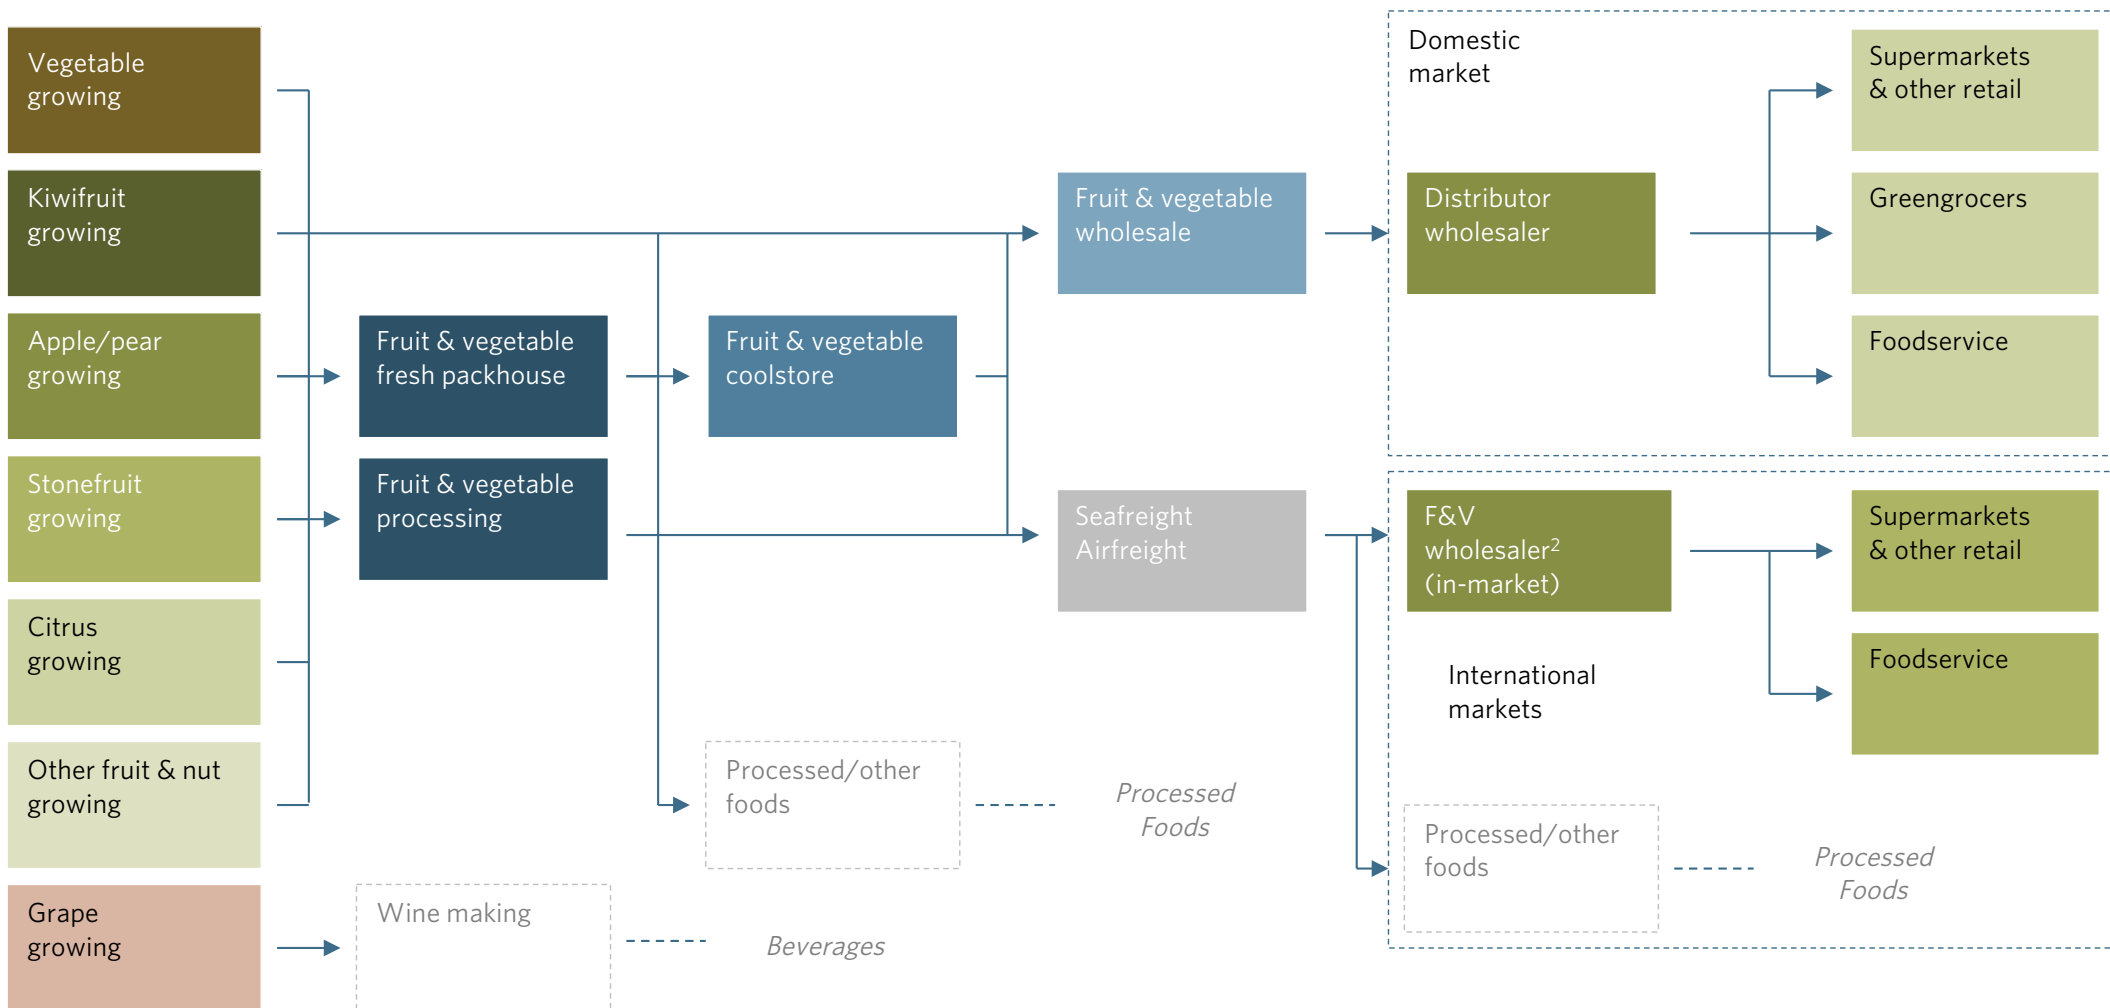 Vegetable
growing
Kiwifruit
growing
Apple/pear
growing
Stonefruit
growing
Citrus
growing
Other fruit & nut
growing
Grape
growing
Fruit & vegetable
fresh packhouse
Fruit & vegetable
processing
Wine making
Fruit & vegetable
coolstore
Processed/other
foods
Beverages
Fruit & vegetable
wholesale
Seafreight
Airfreight
Processed
Foods
Domestic
market
Distributor
wholesaler
Supermarkets
& other retail
Greengrocers
Foodservice
F&V
wholesaler²
(in-market)
International
markets
Processed/other
foods
Supermarkets
& other retail
Foodservice
Processed
Foods